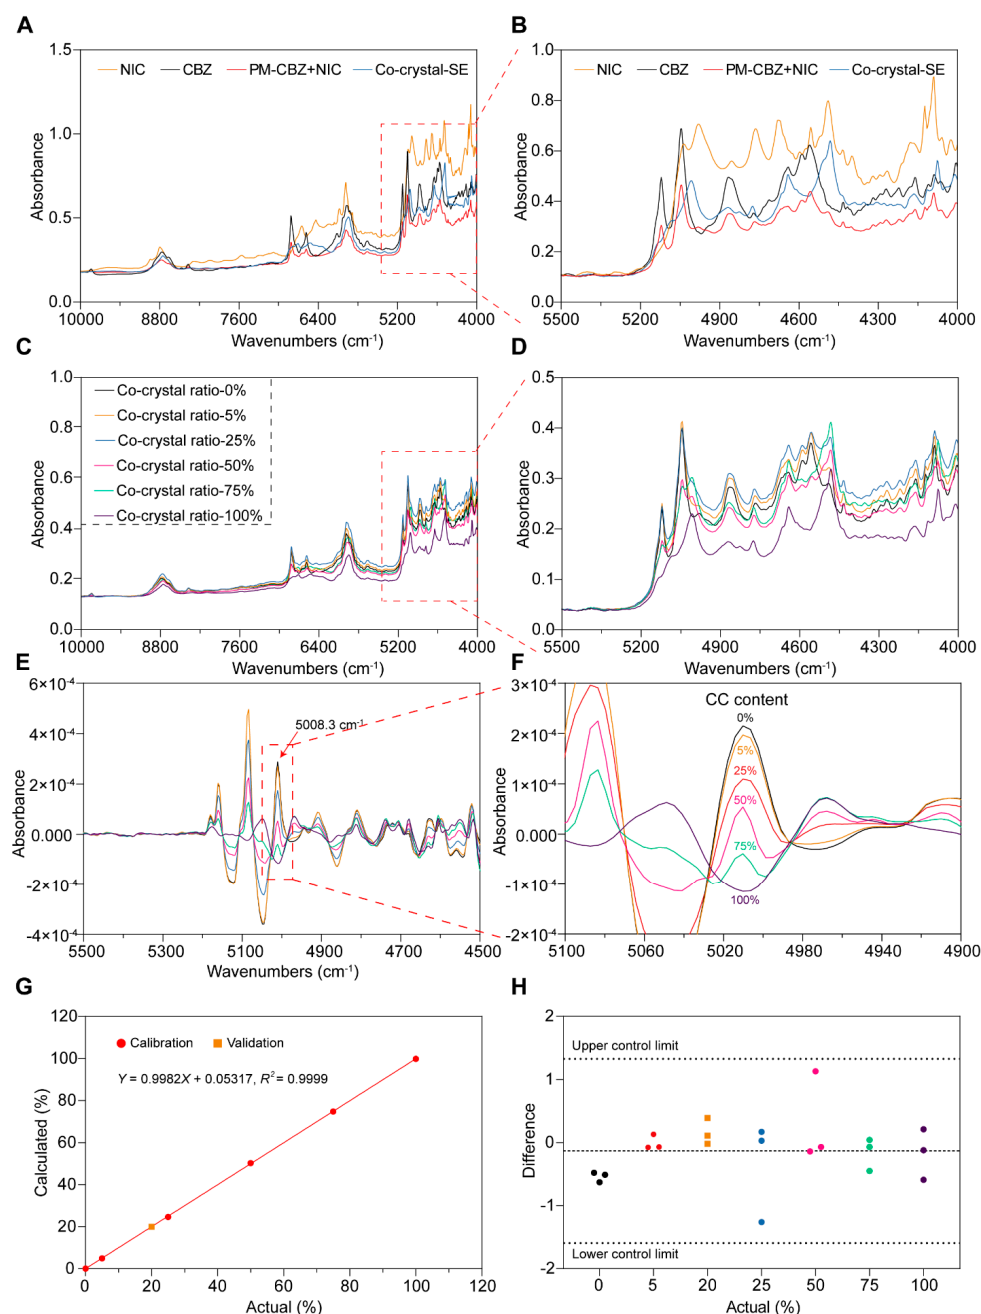 A
1.5
1.0
0.5
0.0
Absorbance
NIC
CBZ
PM-CBZ+NIC
Co-crystal-SE
10000
8800
7600
6400
5200
4000
Wavenumbers (cm-1)
B
1.0
0.8
0.6
0.4
0.2
0.0
Absorbance
NIC
CBZ
PM-CBZ+NIC
Co-crystal-SE
5500
5200
4900
4600
4300
4000
Wavenumbers (cm-1)
C
1.0
0.8
0.6
0.4
0.2
0.0
Absorbance
Co-crystal ratio-0%
Co-crystal ratio-5%
Co-crystal ratio-25%
Co-crystal ratio-50%
Co-crystal ratio-75%
Co-crystal ratio-100%
10000
8800
7600
6400
5200
4000
Wavenumbers (cm-1)
D
0.5
0.4
0.3
0.2
0.1
0.0
Absorbance
5500
5200
4900
4600
4300
4000
Wavenumbers (cm-1)
E
6×10-4
4×10-4
2×10-4
0.000
-2×10-4
-4×10-4
Absorbance
5008.3 cm-1
5500
5300
5100
4900
4700
4500
Wavenumbers (cm-1)
F
3×10-4
2×10-4
1×10-4
0.000
-1×10-4
-2×10-4
Absorbance
CC content
0%
5%
25%
50%
75%
100%
5100
5060
5020
4980
4940
4900
Wavenumbers (cm-1)
G
120
100
80
60
40
20
0
Calculated (%)
Calibration
Validation
Y = 0.9982X + 0.05317, R2 = 0.9999
0
20
40
60
80
100
120
Actual (%)
H
2
1
0
-1
-2
Difference
Upper control limit
Lower control limit
0
5
20
25
50
75
100
Actual (%)